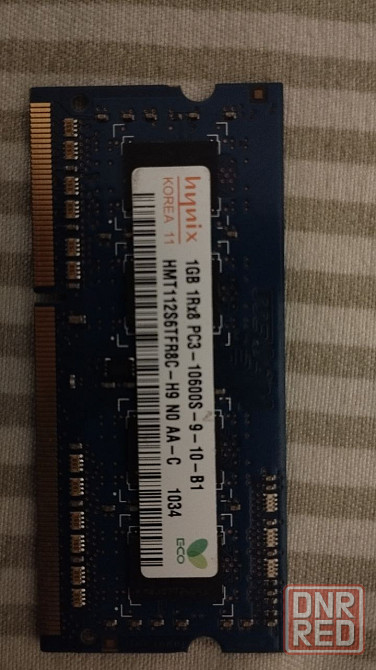 hynix
KOREA 11
1GB 1Rx8 PC3-10600S-9-10-B1
HMT112S6TFR8C-H9 N0 AA-C 1034
ECO
DNR
RED